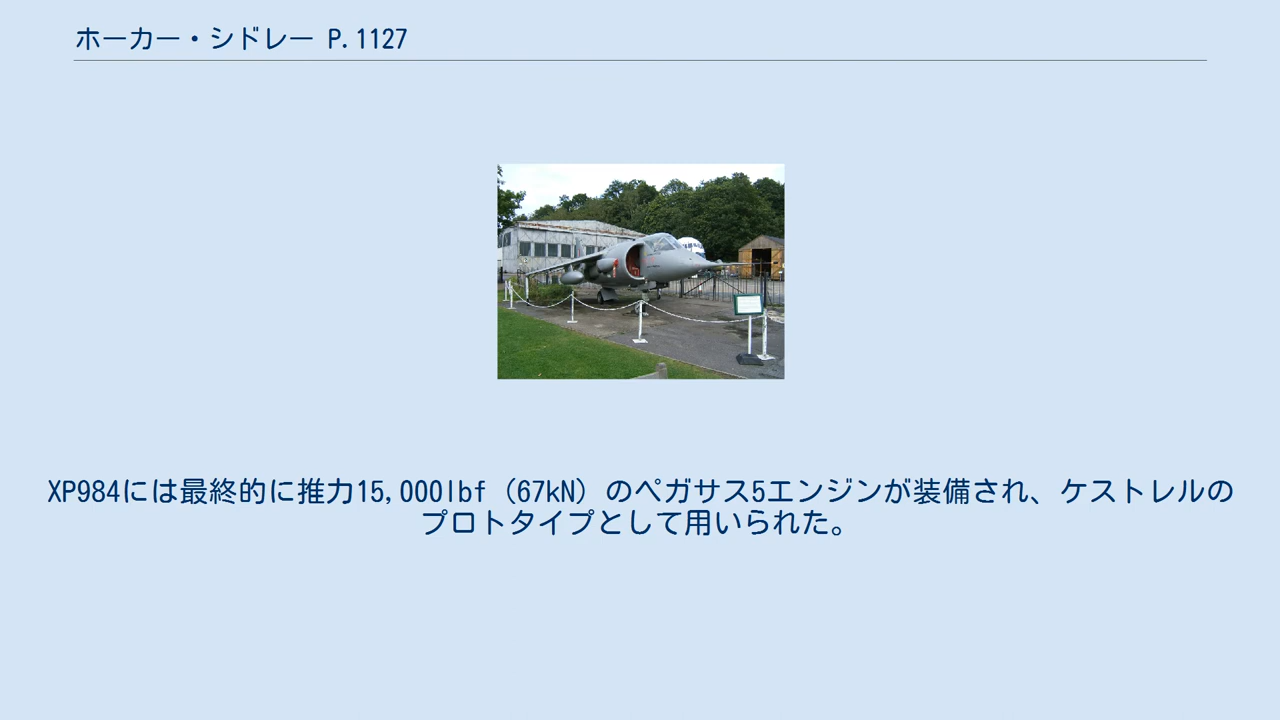 ホーカー・シドレー P.1127
XP984には最終的に推力15,000lbf（67kN）のペガサス5エンジンが装備され、ケストレルの
プロトタイプとして用いられた。